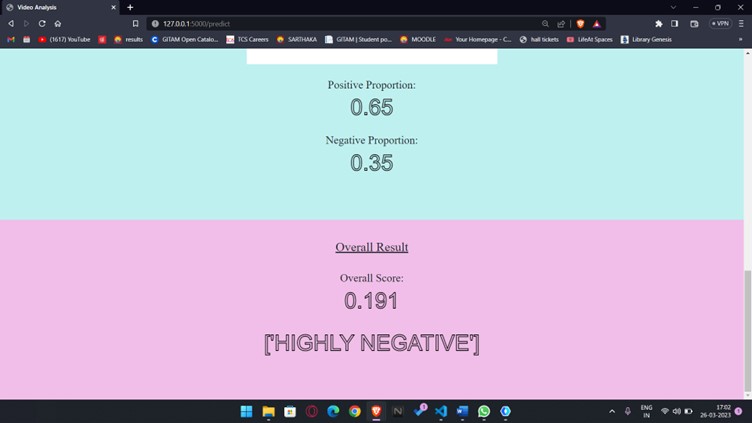 Video Analysis
127.0.0.1:5000/predict
VPN
(1617) YouTube
results
GITAM Open Catalo...
TCS Careers
SARTHAKA
GITAM | Student po...
MOODLE
Your Homepage - C...
hall tickets
LifeAt Spaces
Library Genesis
Positive Proportion:
0.65
Negative Proportion:
0.35
Overall Result
Overall Score:
0.191
['HIGHLY NEGATIVE']
ENG
IN
17:02
26-03-2023